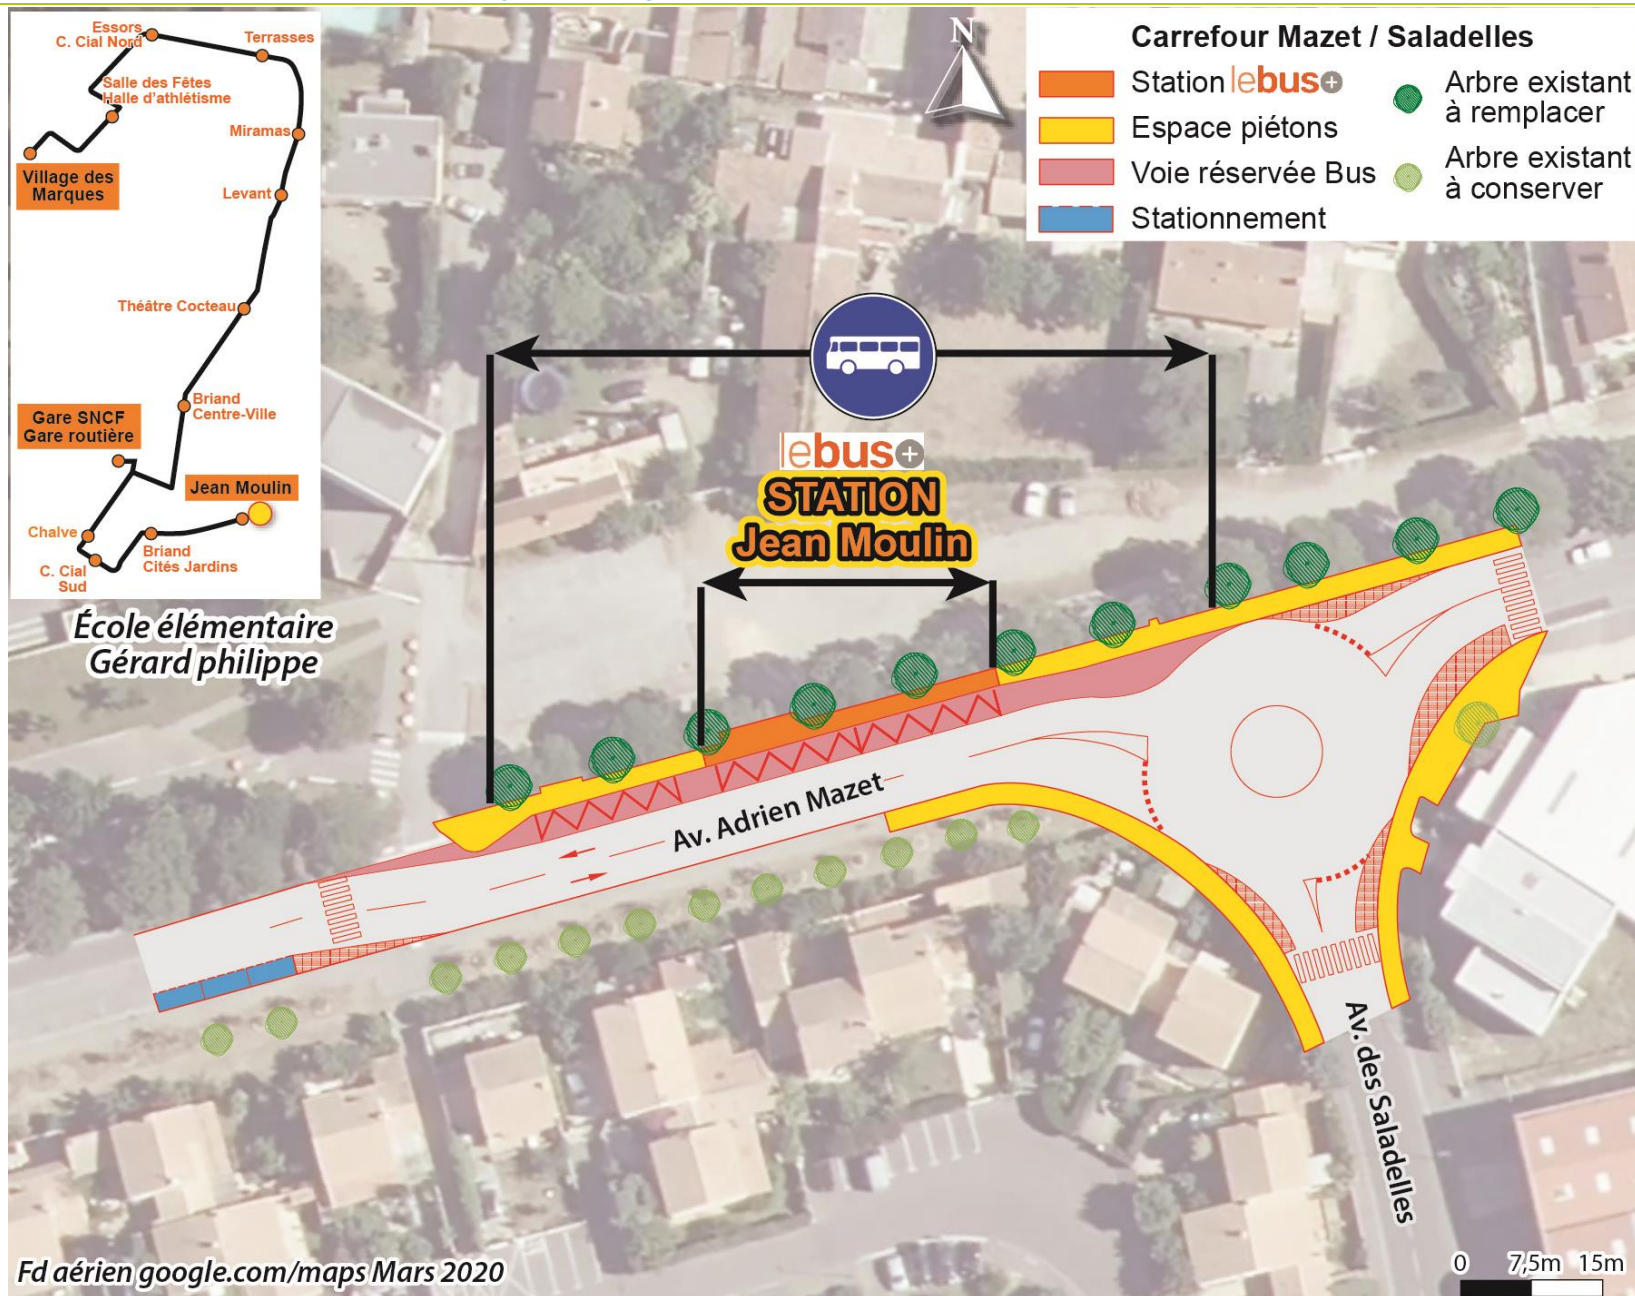 Essors
C. Cial Nord
Terrasses
Salle des Fêtes
Halle d'athlétisme
Miramas
Village des
Marques
Levant
Théâtre Cocteau
Briand
Centre-Ville
Gare SNCF
Gare routière
Jean Moulin
Chalve
Briand
Cités Jardins
C. Cial
Sud
École élémentaire
Gérard philippe
N
Carrefour Mazet / Saladelles
Station lebus+
Espace piétons
Voie réservée Bus
Stationnement
Arbre existant
à remplacer
Arbre existant
à conserver
lebus+
STATION
Jean Moulin
Av. Adrien Mazet
Av. des Saladelles
Fd aérien google.com/maps Mars 2020
0 7,5m 15m